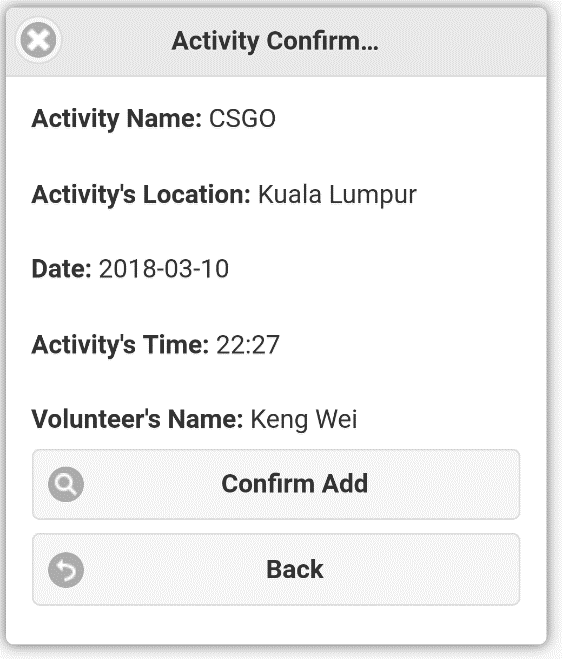 Activity Confirm...
Activity Name: CSGO
Activity's Location: Kuala Lumpur
Date: 2018-03-10
Activity's Time: 22:27
Volunteer's Name: Keng Wei
Confirm Add
Back